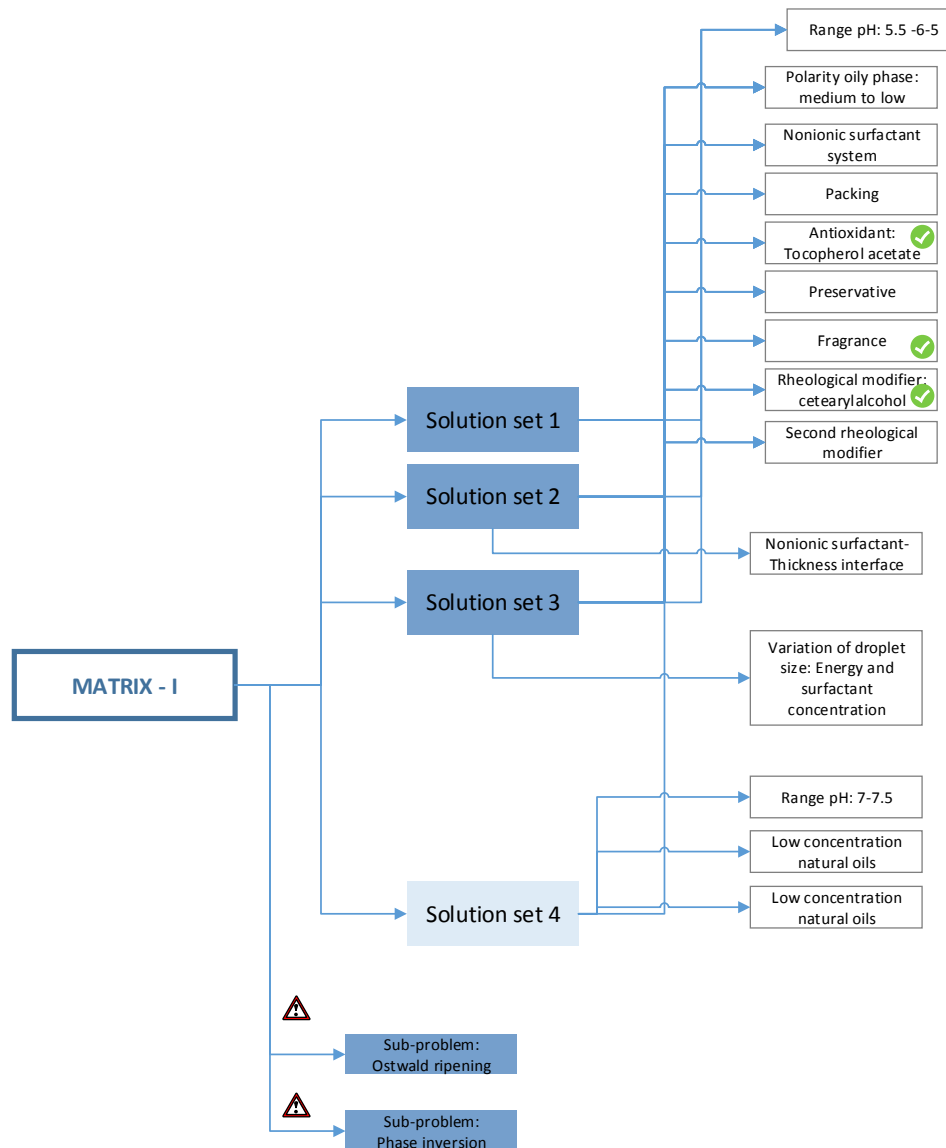 Range pH: 5.5 -6-5
Polarity oily phase:
medium to low
Nonionic surfactant
system
Packing
Antioxidant:
Tocopherol acetate
Preservative
Fragrance
Rheological modifier:
cetearylalcohol
Second rheological
modifier
Solution set 1
Solution set 2
Nonionic surfactant-
Thickness interface
Solution set 3
Variation of droplet
size: Energy and
surfactant
concentration
MATRIX - I
Range pH: 7-7.5
Low concentration
natural oils
Low concentration
natural oils
Solution set 4
Sub-problem:
Ostwald ripening
Sub-problem:
Phase inversion